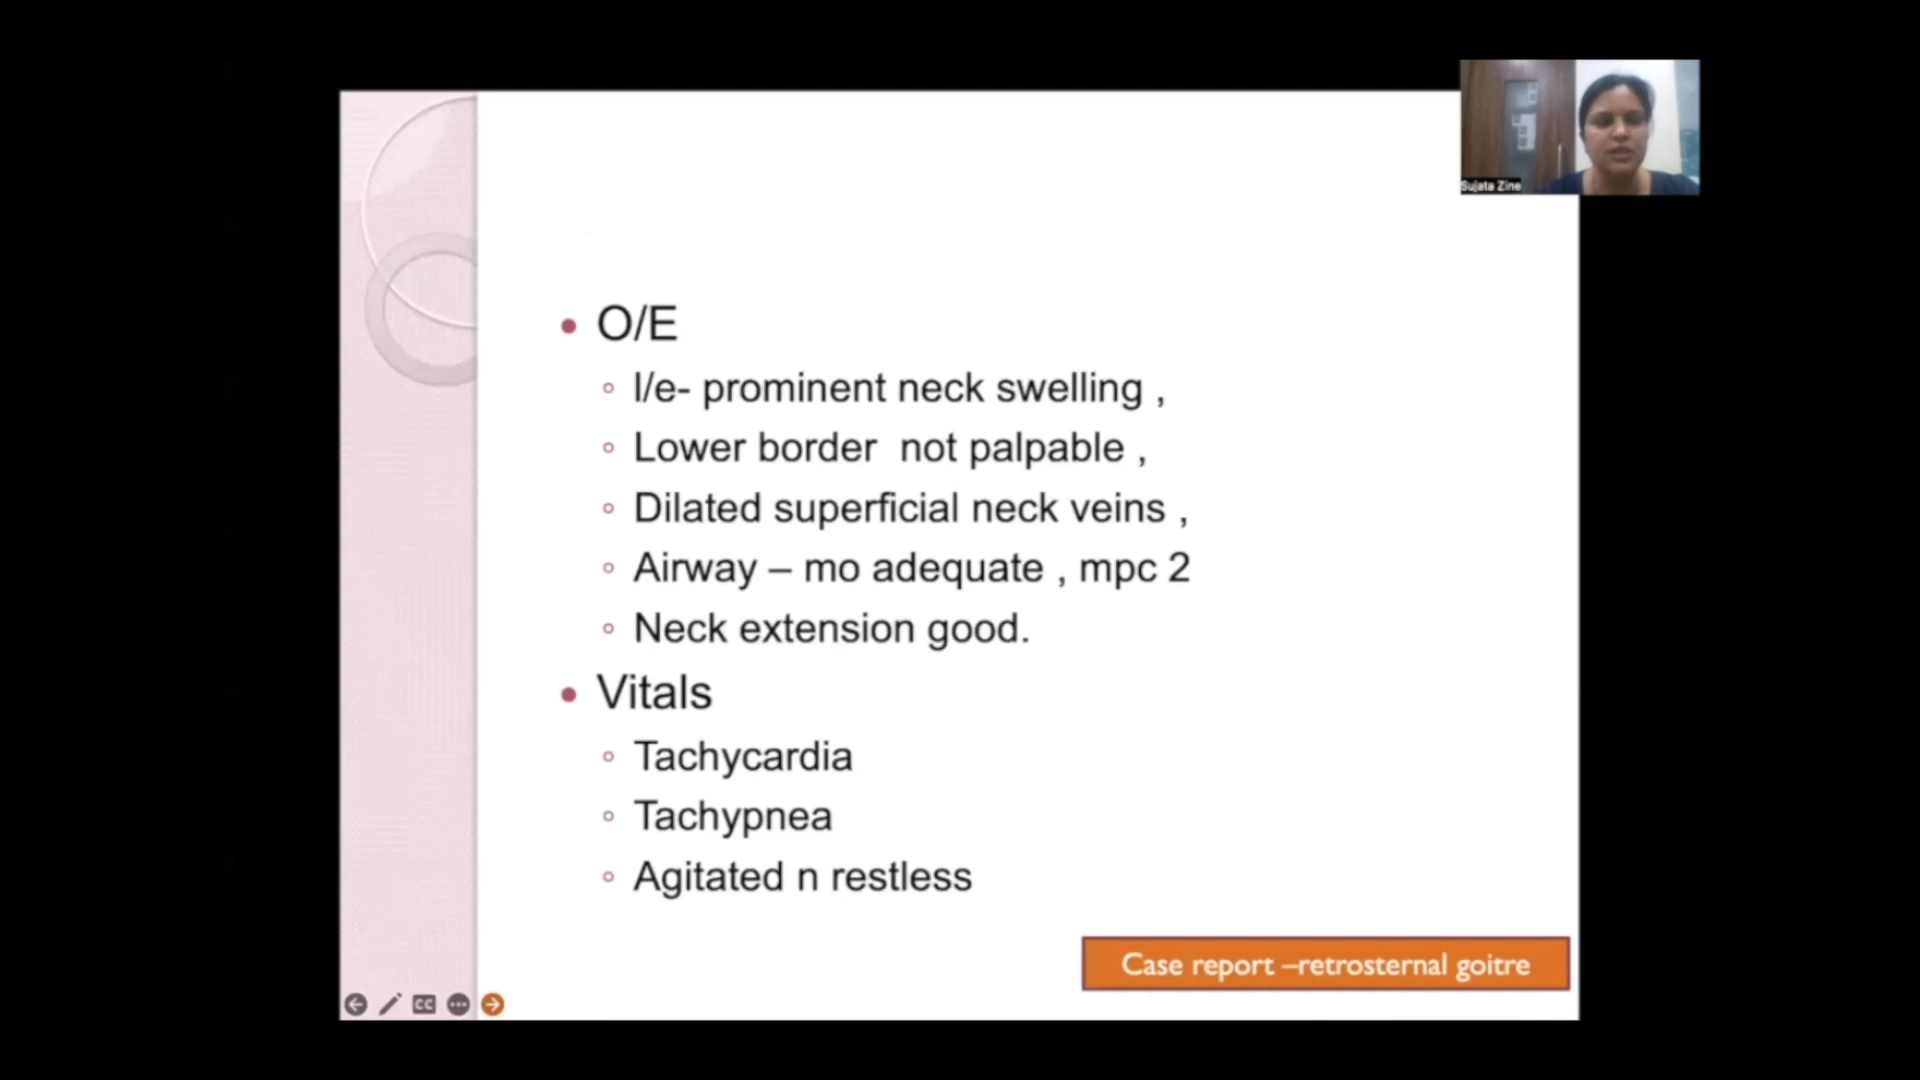 Sujata Zine
O/E
l/e- prominent neck swelling ,
Lower border not palpable ,
Dilated superficial neck veins ,
Airway – mo adequate , mpc 2
Neck extension good.
Vitals
Tachycardia
Tachypnea
Agitated n restless
Case report –retrosternal goitre
CC